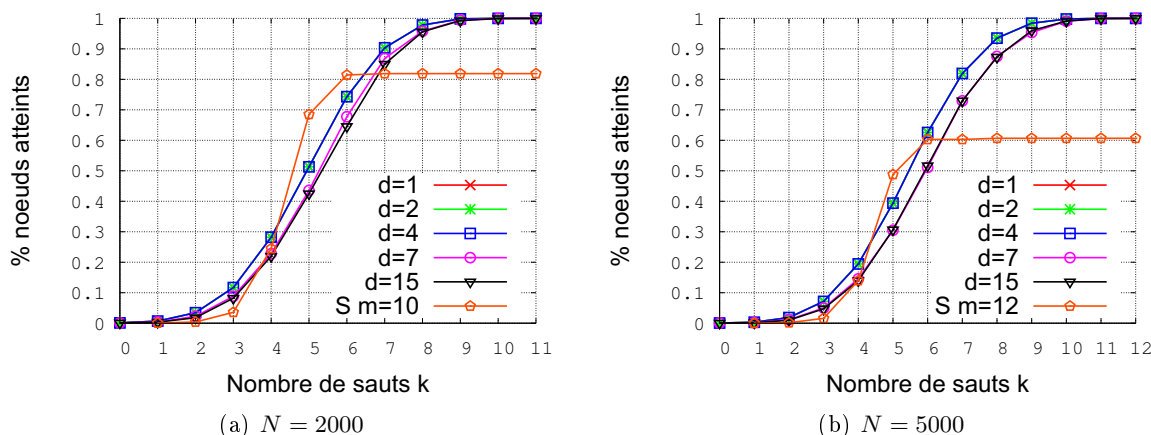 1
0.9
0.8
0.7
0.6
0.5
0.4
0.3
0.2
0.1
0
% noeuds atteints
d=1
d=2
d=4
d=7
d=15
S m=10
0 1 2 3 4 5 6 7 8 9 10 11
Nombre de sauts k
(a) N = 2000
1
0.9
0.8
0.7
0.6
0.5
0.4
0.3
0.2
0.1
0
% noeuds atteints
d=1
d=2
d=4
d=7
d=15
S m=12
0 1 2 3 4 5 6 7 8 9 10 11 12
Nombre de sauts k
(b) N = 5000